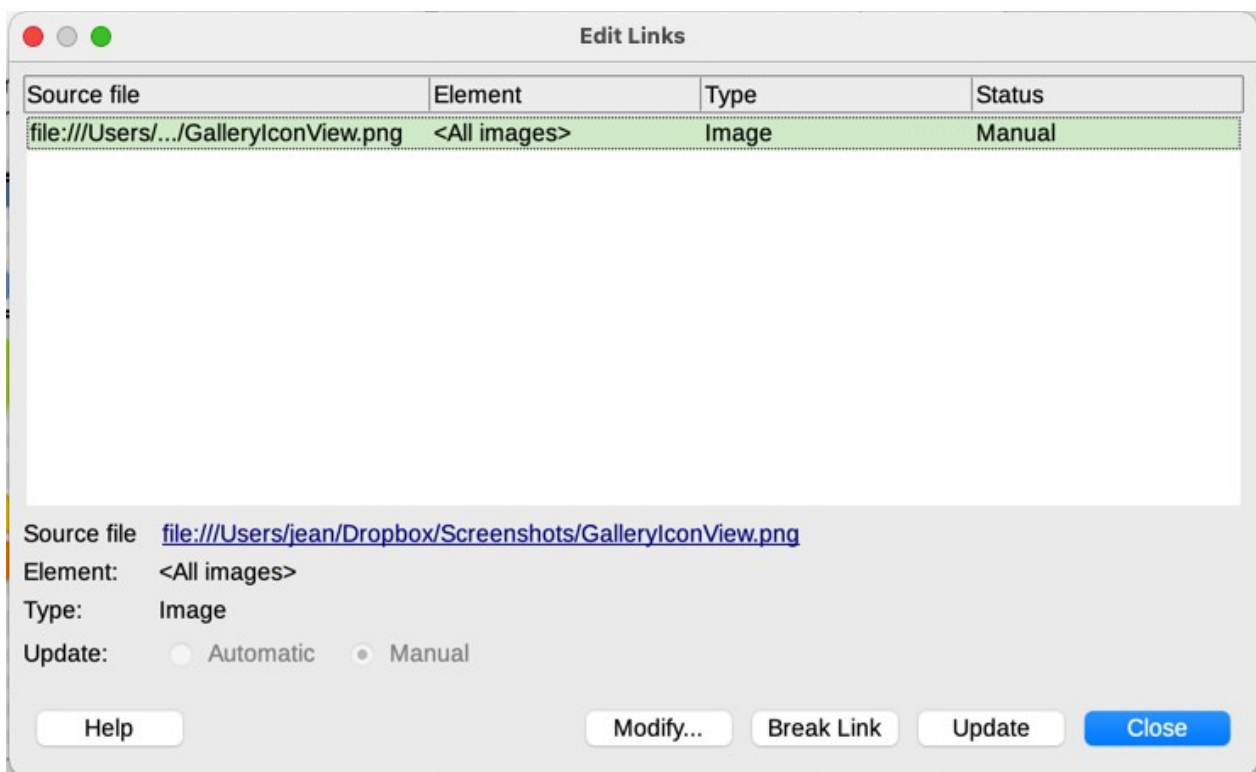 Edit Links
Source file Element Type Status
file:///Users/.../GalleryIconView.png <All images> Image Manual
Source file file:///Users/jean/Dropbox/Screenshots/GalleryIconView.png
Element: <All images>
Type: Image
Update: Automatic Manual
Help Modify... Break Link Update Close